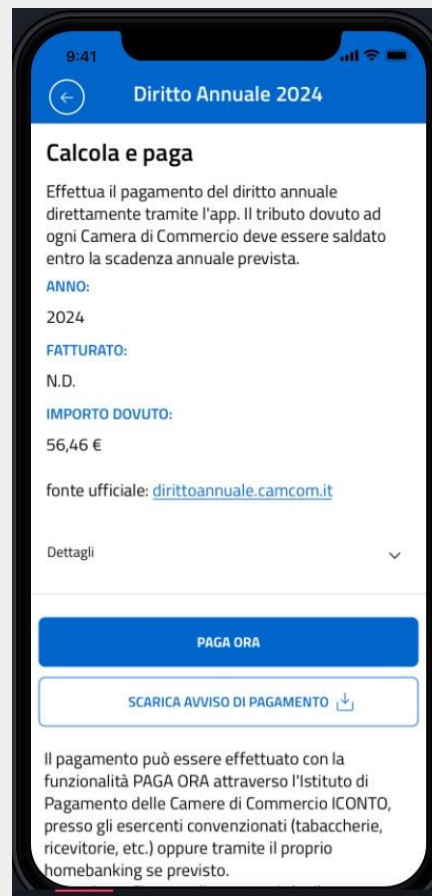 9:41
Diritto Annuale 2024
Calcola e paga
Effettua il pagamento del diritto annuale
direttamente tramite l'app. Il tributo dovuto ad
ogni Camera di Commercio deve essere saldato
entro la scadenza annuale prevista.
ANNO:
2024
FATTURATO:
N.D.
IMPORTO DOVUTO:
56,46 €
fonte ufficiale: dirittoannuale.camcom.it
Dettagli
PAGA ORA
SCARICA AVVISO DI PAGAMENTO
Il pagamento può essere effettuato con la
funzionalità PAGA ORA attraverso l'Istituto di
Pagamento delle Camere di Commercio ICONTO,
presso gli esercenti convenzionati (tabaccherie,
ricevitorie, etc.) oppure tramite il proprio
homebanking se previsto.